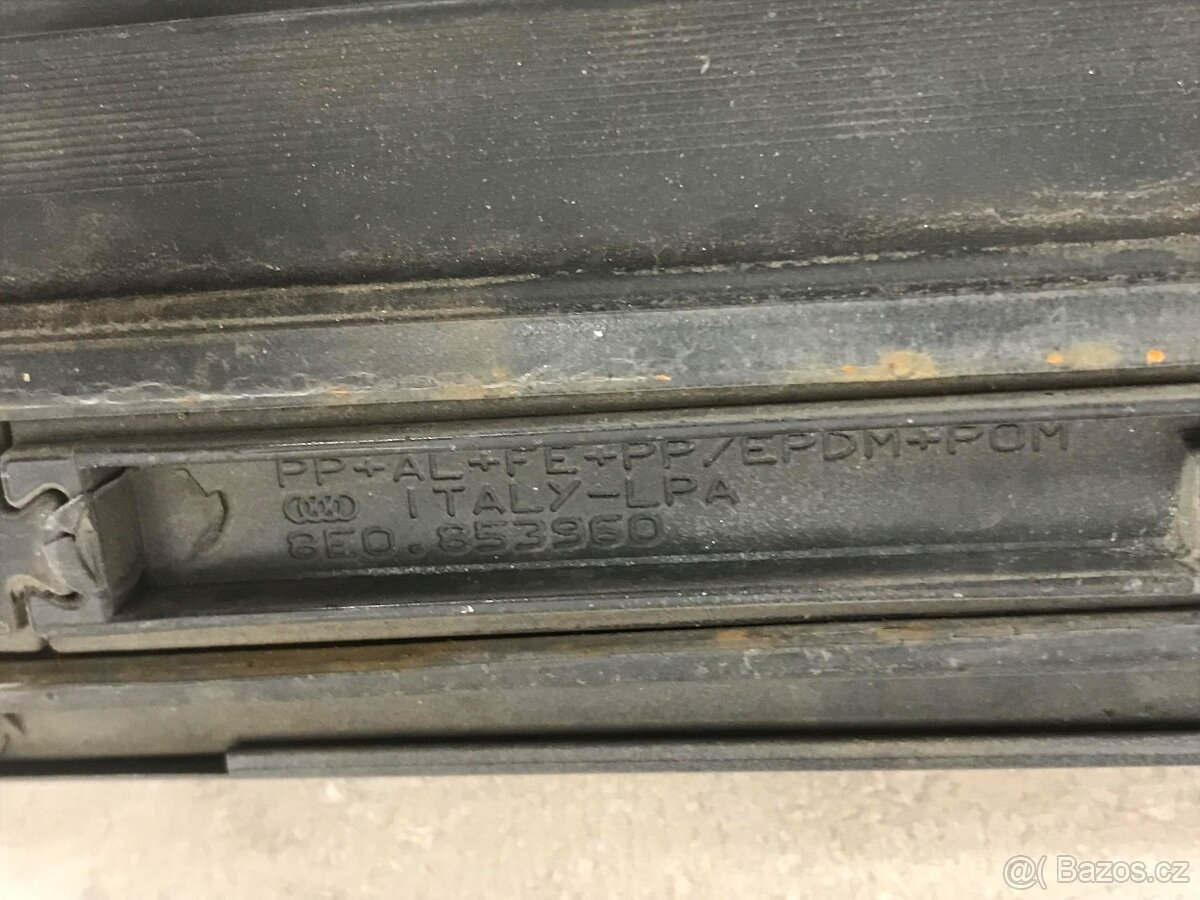 PP+AL+FE+PP/EPDM+POM
ITALY-LPA
8E0.853960
@( Bazos.cz